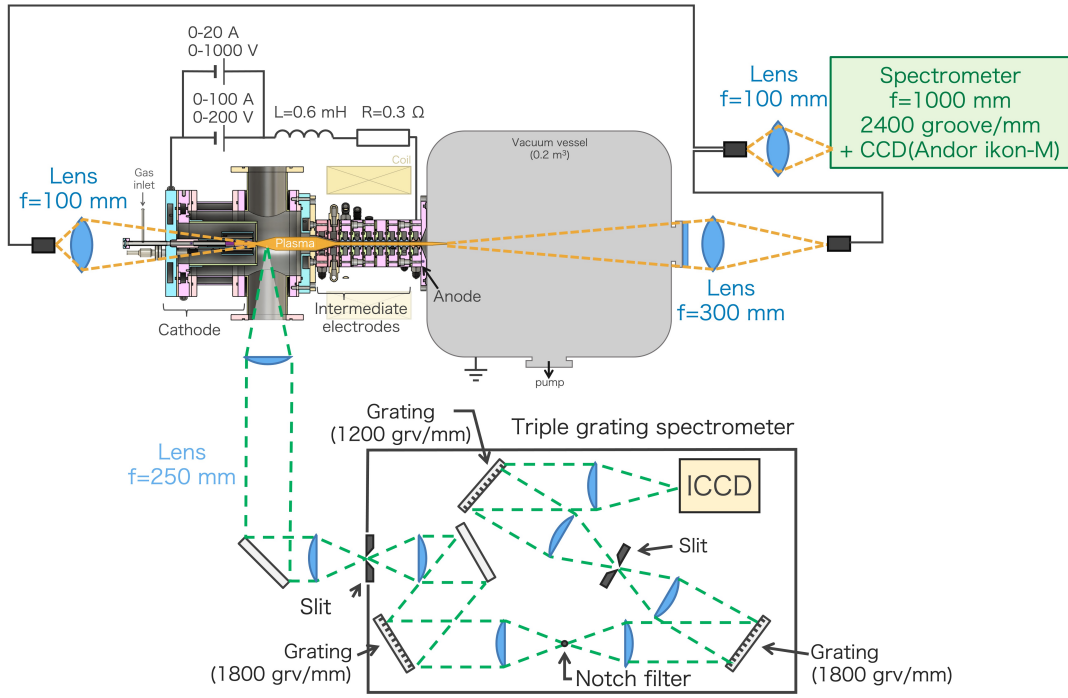 0-20 A
0-1000 V
0-100 A
0-200 V
L=0.6 mH
R=0.3 Ω
Coil
Vacuum vessel
(0.2 m³)
Lens
f=100 mm
Spectrometer
f=1000 mm
2400 groove/mm
+ CCD(Andor ikon-M)
Lens
f=100 mm
Gas
inlet
Plasma
Cathode
Intermediate
electrodes
Anode
Lens
f=300 mm
pump
Lens
f=250 mm
Grating
(1200 grv/mm)
Triple grating spectrometer
ICCD
Slit
Slit
Grating
(1800 grv/mm)
Notch filter
Grating
(1800 grv/mm)